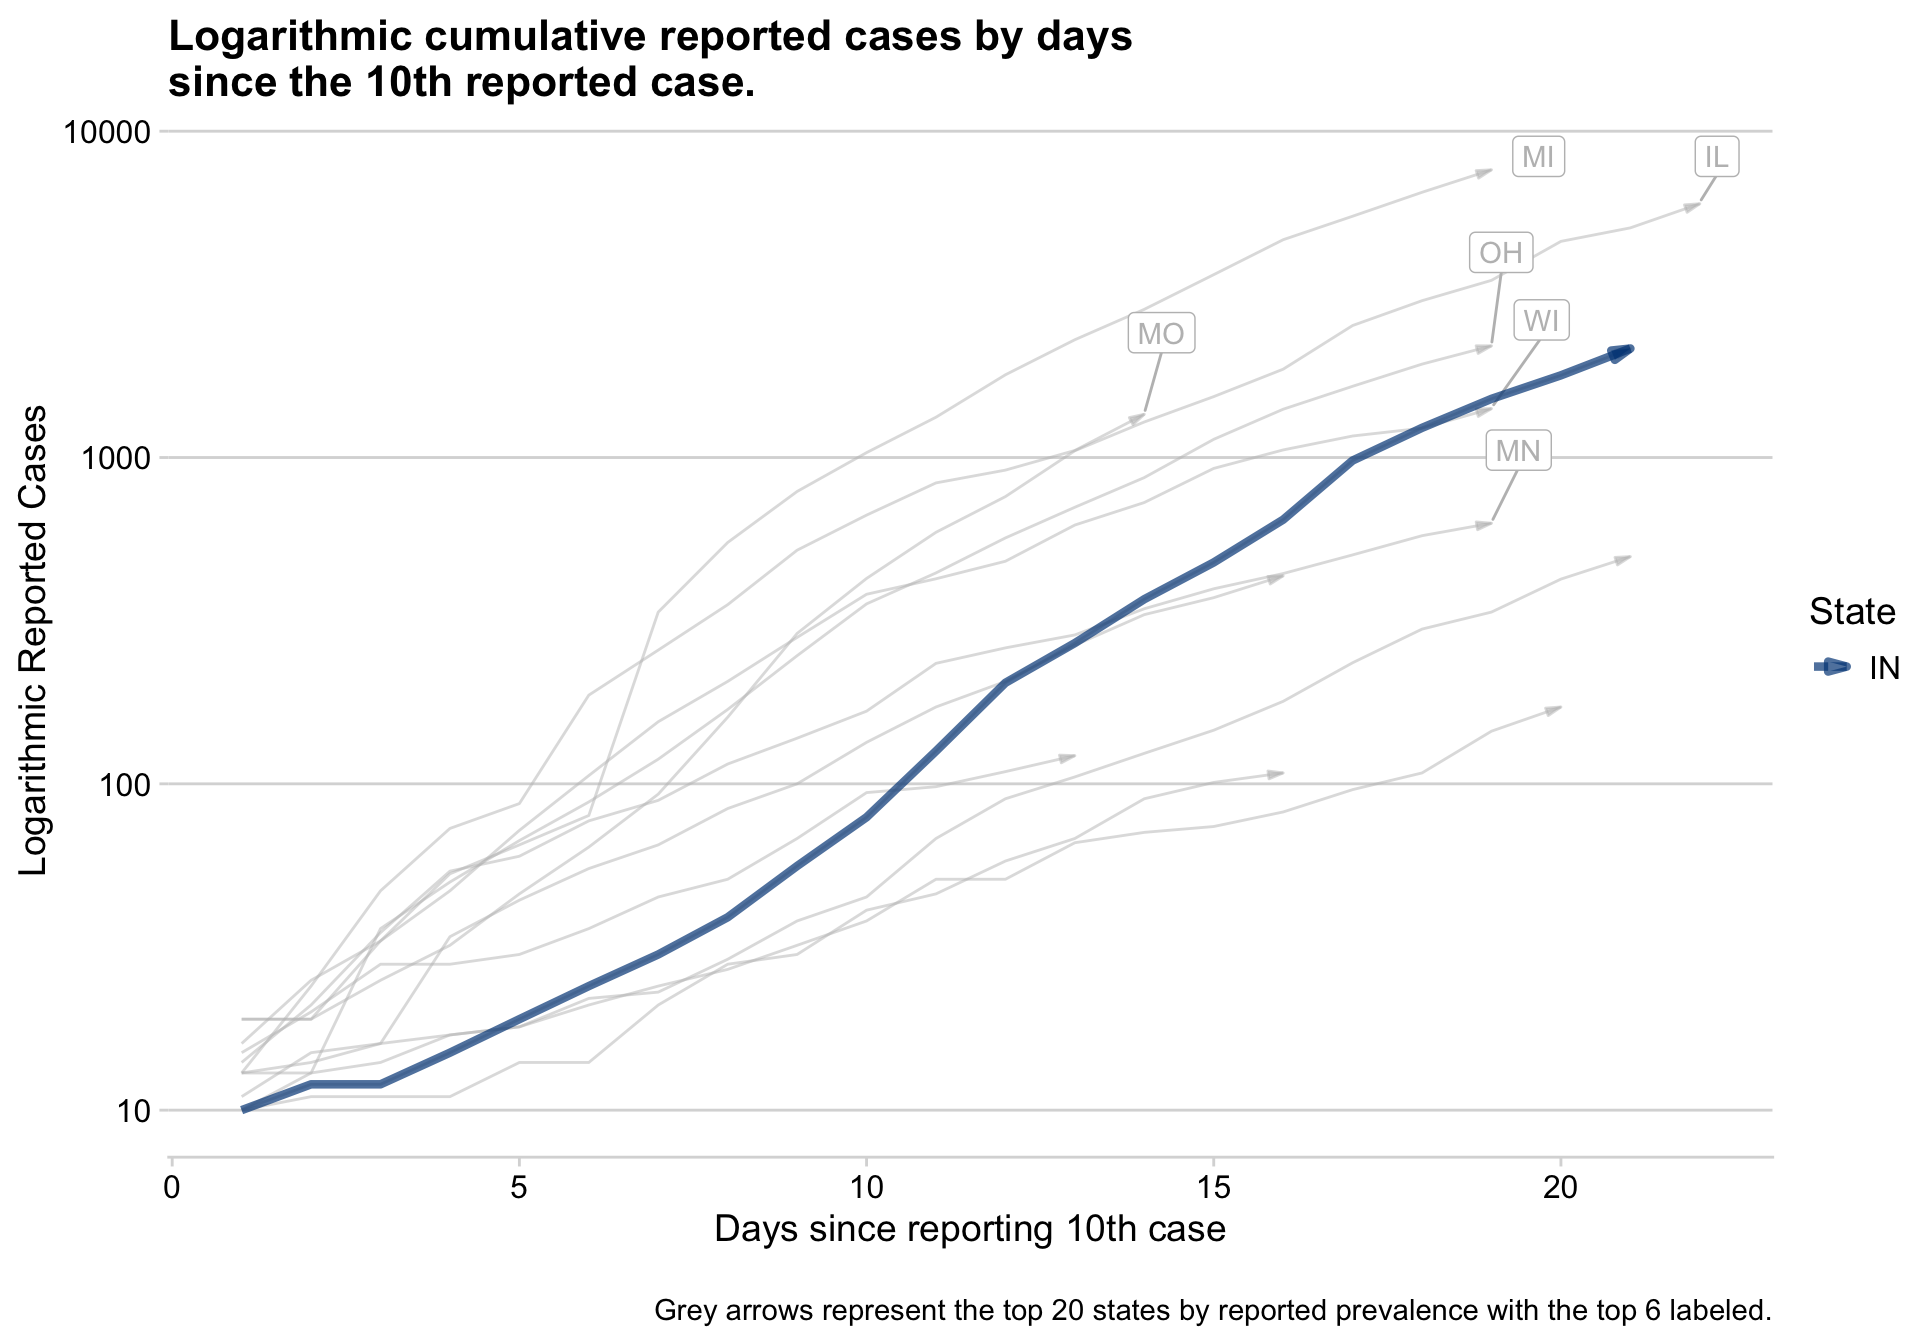 Logarithmic cumulative reported cases by days
since the 10th reported case.
10000
1000
100
10
Logarithmic Reported Cases
MI
IL
OH
WI
MO
MN
State
IN
0 5 10 15 20
Days since reporting 10th case
Grey arrows represent the top 20 states by reported prevalence with the top 6 labeled.